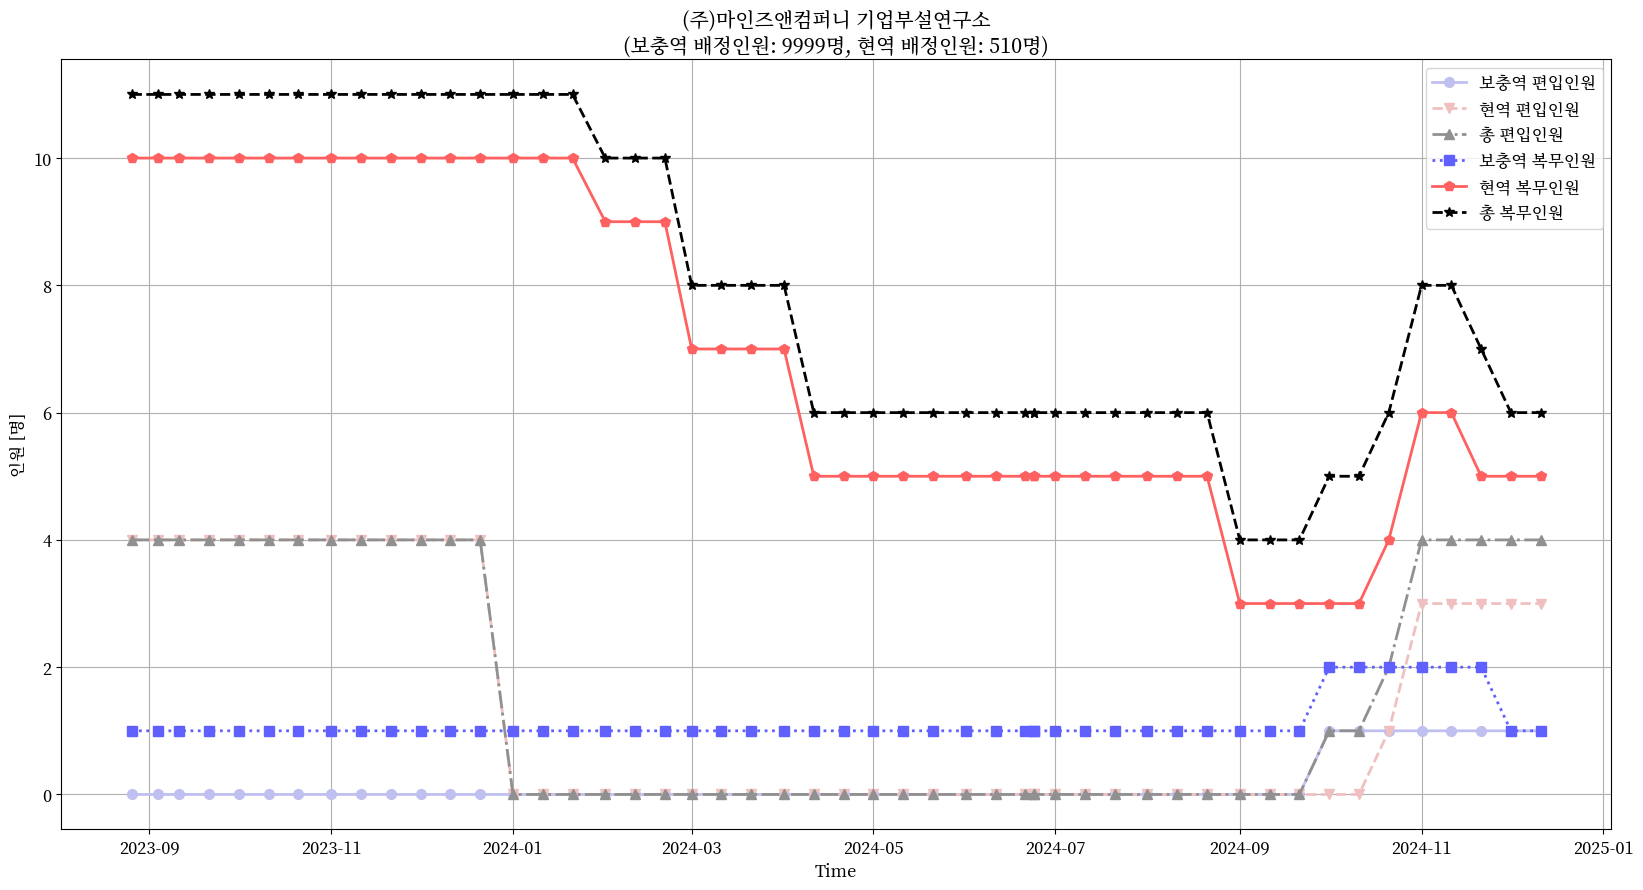 (주)마인즈앤컴퍼니 기업부설연구소
(보충역 배정인원: 9999명, 현역 배정인원: 510명)
보충역 편입인원
현역 편입인원
총 편입인원
보충역 복무인원
현역 복무인원
총 복무인원
인원 [명]
10
8
6
4
2
0
2023-09 2023-11 2024-01 2024-03 2024-05 2024-07 2024-09 2024-11 2025-01
Time